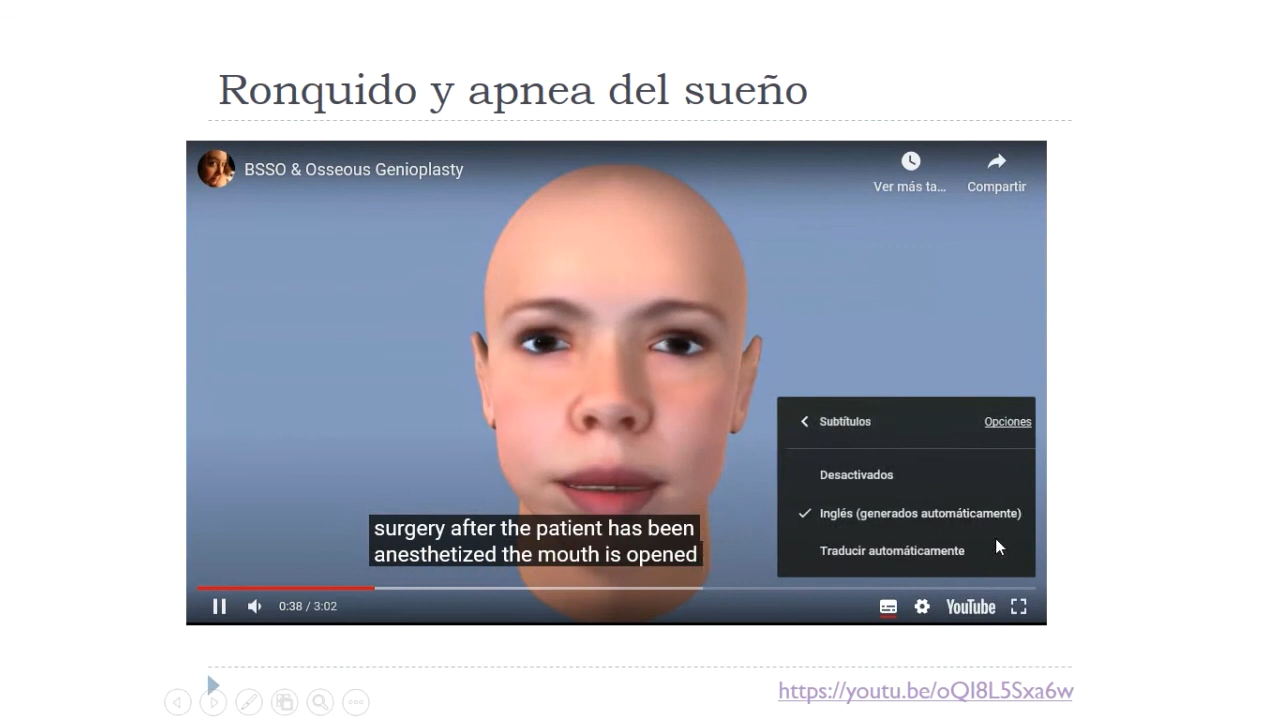 Ronquido y apnea del sueño
BSSO & Osseous Genioplasty
Ver más ta...
Compartir
Subtítulos
Opciones
Desactivados
Inglés (generados automáticamente)
Traducir automáticamente
surgery after the patient has been
anesthetized the mouth is opened
0:38 / 3:02
YouTube
https://youtu.be/oQI8L5Sxa6w